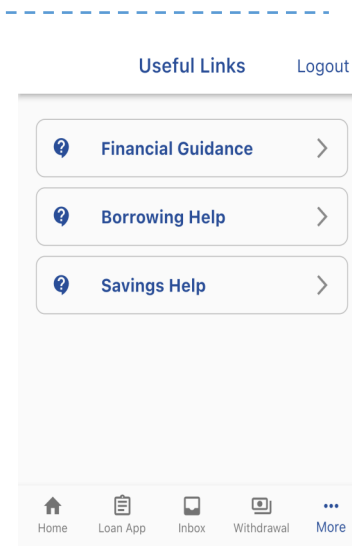 Useful Links Logout
Financial Guidance
Borrowing Help
Savings Help
Home Loan App Inbox Withdrawal More